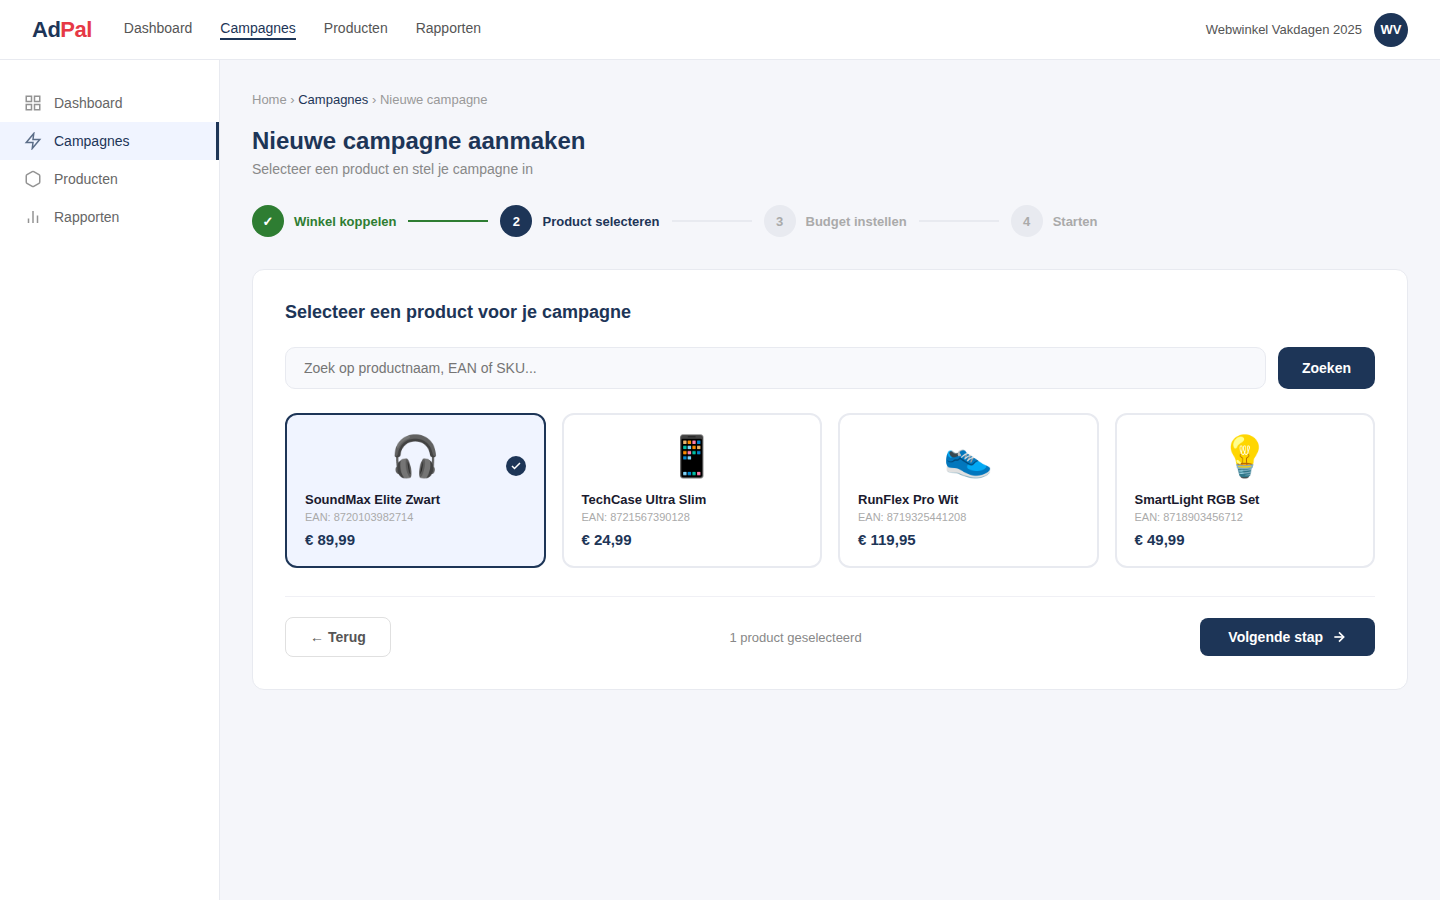 AdPal
Dashboard
Campagnes
Producten
Rapporten
Webwinkel Vakdagen 2025
WV
Dashboard
Campagnes
Producten
Rapporten
Home › Campagnes › Nieuwe campagne
Nieuwe campagne aanmaken
Selecteer een product en stel je campagne in
✓ Winkel koppelen
2 Product selecteren
3 Budget instellen
4 Starten
Selecteer een product voor je campagne
Zoek op productnaam, EAN of SKU...
Zoeken
SoundMax Elite Zwart
EAN: 8720103982714
€ 89,99
TechCase Ultra Slim
EAN: 8721567390128
€ 24,99
RunFlex Pro Wit
EAN: 8719325441208
€ 119,95
SmartLight RGB Set
EAN: 8718903456712
€ 49,99
← Terug
1 product geselecteerd
Volgende stap →